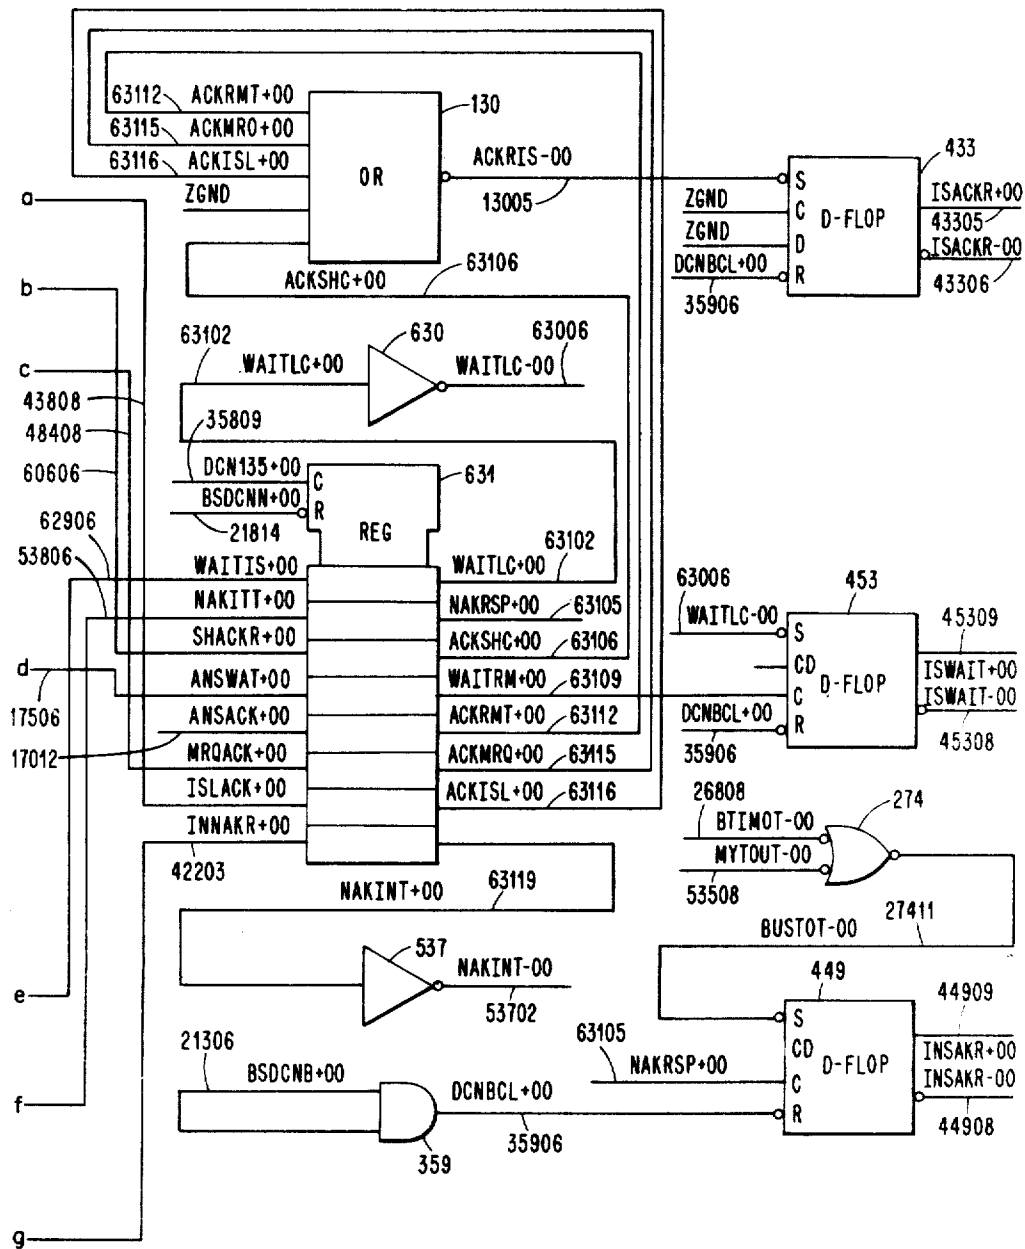 63112 ACKRMT+00
130
63115 ACKMRQ+00
63116 ACKISL+00
OR
ACKRIS-00
13005
433
ZGND
a
S
ISACKR+00
ZGND
C
D-FLOP
43305
ZGND
D
ISACKR-00
DCNBCL+00
R
43306
35906
ACKSHC+00
63106
b
63102
630
63006
WAITLC+00
WAITLC-00
c
43808
35809
48408
60606
DCN135+00
C
631
BSDCNN+00
R
21814
REG
62906
53806
63102
WAITIS+00
WAITLC+00
63006
453
NAKITT+00
NAKRSP+00
63105
WAITLC-00
S
45309
SHACKR+00
ACKSHC+00
63106
CD
ISWAIT+00
d
ANSWAT+00
WAITRM+00
63109
C
D-FLOP
ISWAIT-00
17506
ANSACK+00
ACKRMT+00
63112
DCNBCL+00
R
17012
35906
45308
MRQACK+00
ACKMRQ+00
63115
ISLACK+00
ACKISL+00
63116
26808
274
BTIMOT-00
INNAKR+00
MYTOUT-00
42203
53508
NAKINT+00
63119
BUSTOT-00
27411
537
NAKINT-00
53702
449
44909
e
S
63105
CD
INSAKR+00
21306
NAKRSP+00
C
D-FLOP
INSAKR-00
BSDCNB+00
DCNBCL+00
f
R
35906
44908
359
g